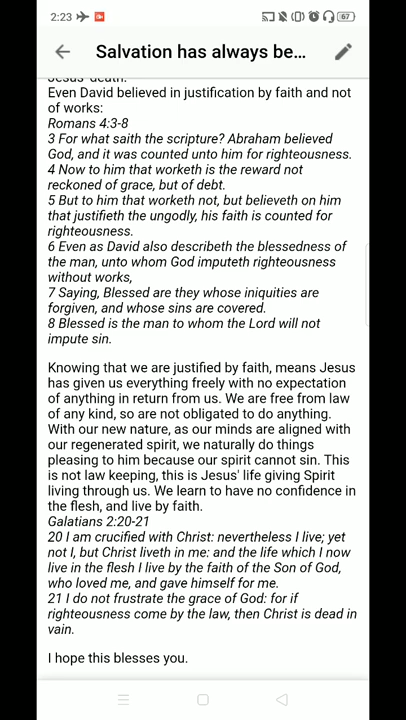 2:23
67
Salvation has always be...
Jesus' death.
Even David believed in justification by faith and not
of works:
Romans 4:3-8
3 For what saith the scripture? Abraham believed
God, and it was counted unto him for righteousness.
4 Now to him that worketh is the reward not
reckoned of grace, but of debt.
5 But to him that worketh not, but believeth on him
that justifieth the ungodly, his faith is counted for
righteousness.
6 Even as David also describeth the blessedness of
the man, unto whom God imputeth righteousness
without works,
7 Saying, Blessed are they whose iniquities are
forgiven, and whose sins are covered.
8 Blessed is the man to whom the Lord will not
impute sin.
Knowing that we are justified by faith, means Jesus
has given us everything freely with no expectation
of anything in return from us. We are free from law
of any kind, so are not obligated to do anything.
With our new nature, as our minds are aligned with
our regenerated spirit, we naturally do things
pleasing to him because our spirit cannot sin. This
is not law keeping, this is Jesus' life giving Spirit
living through us. We learn to have no confidence in
the flesh, and live by faith.
Galatians 2:20-21
20 I am crucified with Christ: nevertheless I live; yet
not I, but Christ liveth in me: and the life which I now
live in the flesh I live by the faith of the Son of God,
who loved me, and gave himself for me.
21 I do not frustrate the grace of God: for if
righteousness come by the law, then Christ is dead in
vain.
I hope this blesses you.